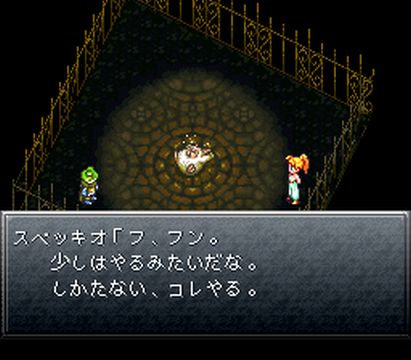 スペッキオ「フ、フン。
少しはやるみたいだな。
しかたない、コレやる。